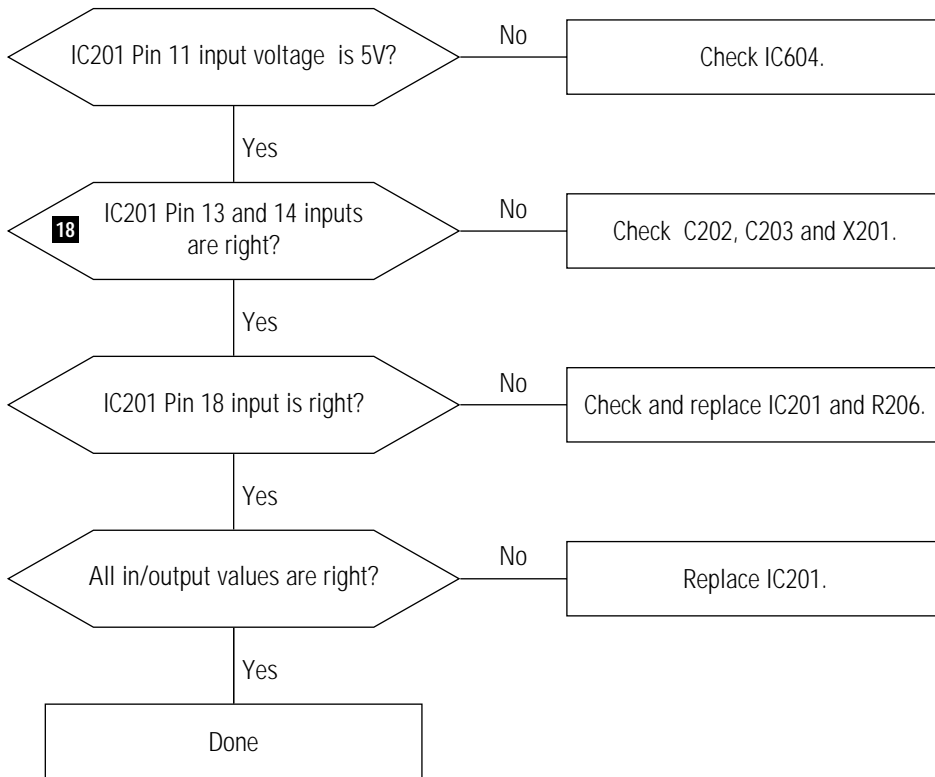 IC201 Pin 11 input voltage is 5V?
No
Check IC604.
Yes
18
IC201 Pin 13 and 14 inputs
are right?
No
Check C202, C203 and X201.
Yes
IC201 Pin 18 input is right?
No
Check and replace IC201 and R206.
Yes
All in/output values are right?
No
Replace IC201.
Yes
Done